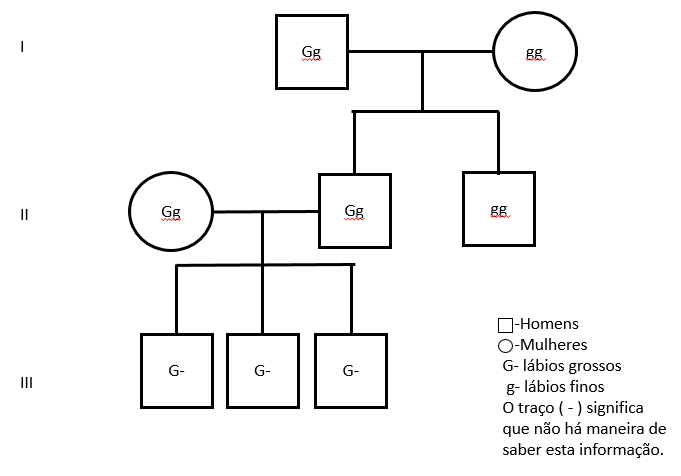 I
Gg
gg
II
Gg
Gg
gg
III
G-
G-
G-
-Homens
-Mulheres
G- lábios grossos
g- lábios finos
O traço ( - ) significa
que não há maneira de
saber esta informação.